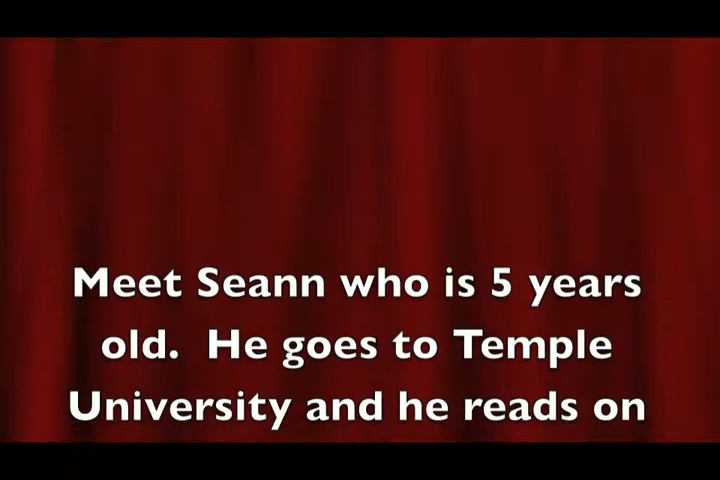 Meet Seann who is 5 years
old.  He goes to Temple
University and he reads on